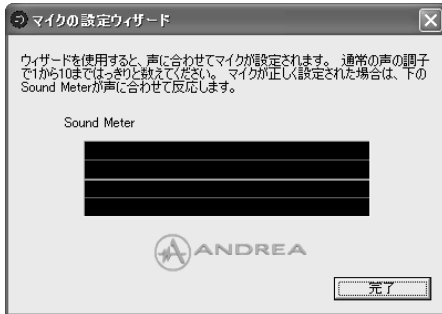 マイクの設定ウィザード
ウィザードを使用すると、声に合わせてマイクが設定されます。 通常の声の調子
で1から10まではっきりと数えてください。 マイクが正しく設定された場合は、下の
Sound Meterが声に合わせて反応します。
Sound Meter
ANDREA
完了